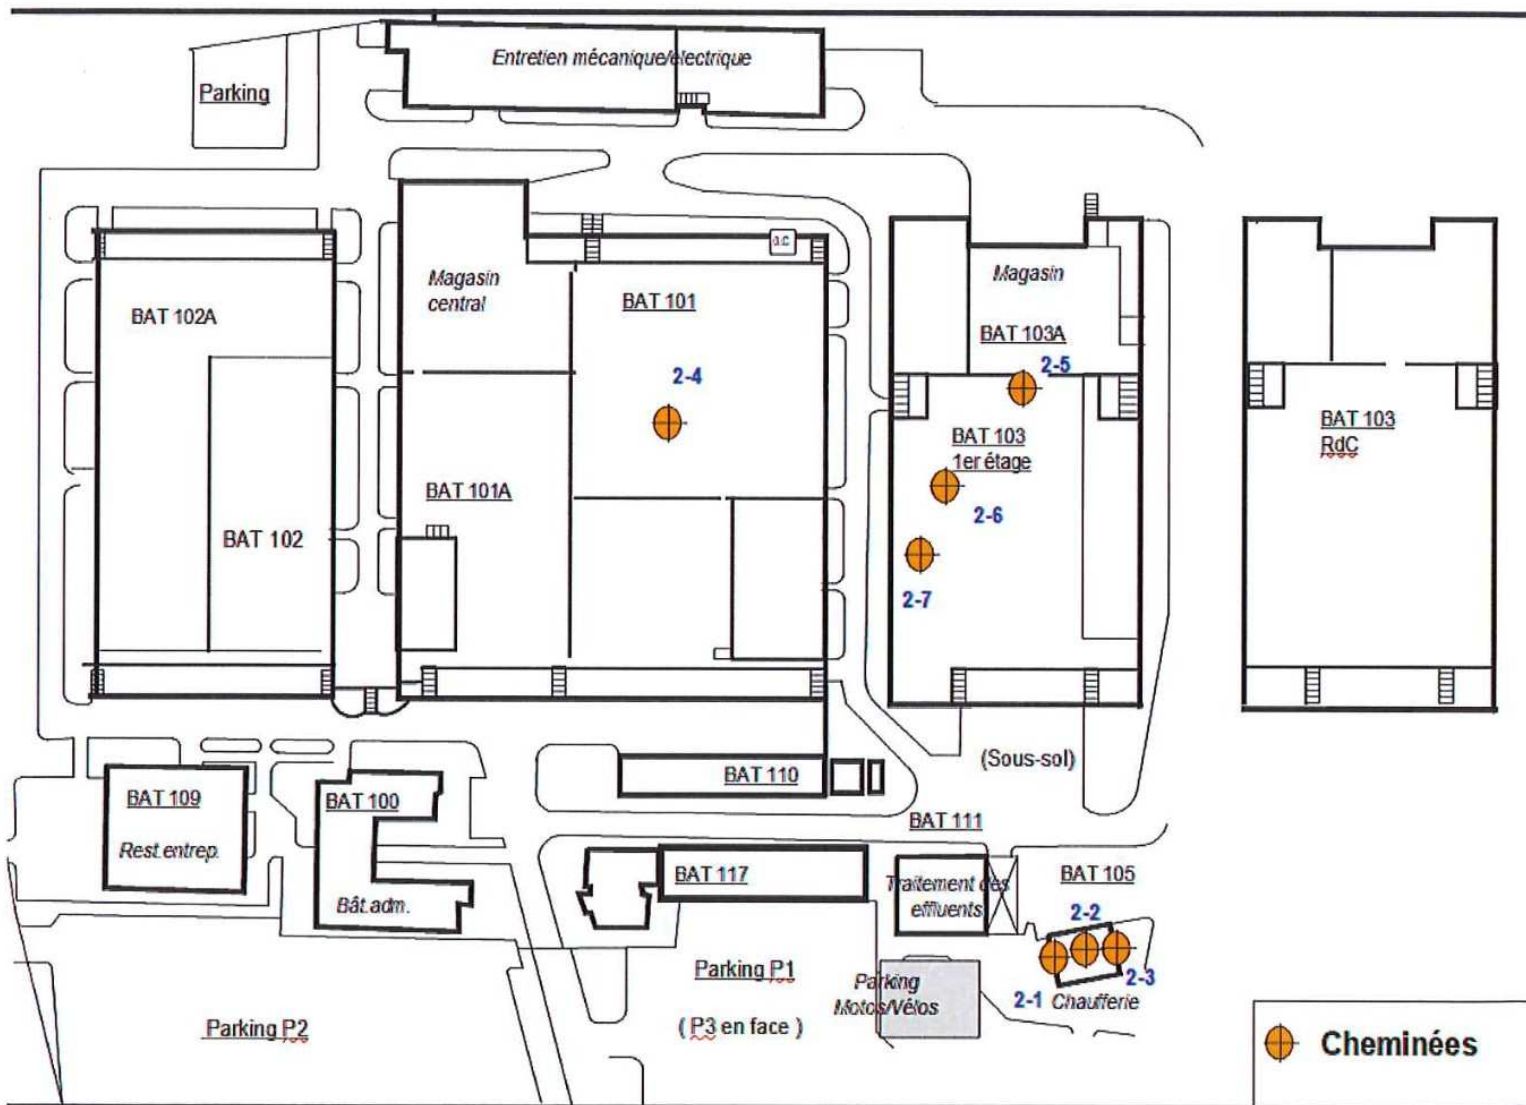 Entretien mécanique/électrique
Parking
BAT 102A
BAT 102
Magasin
central
BAT 101
2-4
BAT 101A
Magasin
BAT 103A
2-5
BAT 103
1er étage
2-6
2-7
BAT 103
RdC
(Sous-sol)
BAT 109
Rest.entrep.
BAT 100
Bât.adm.
BAT 110
BAT 111
BAT 117
Traitement des
effluents
BAT 105
2-2
2-1
2-3
Chaufferie
Parking P1
( P3 en face )
Parking
Motos/Vélos
Parking P2
Cheminées